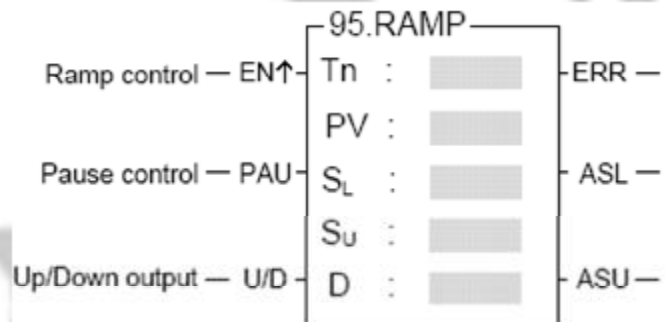 95.RAMP
Ramp control — EN↑ Tn : ERR —
PV :
Pause control — PAU SL : ASL —
SU :
Up/Down output — U/D D : ASU —